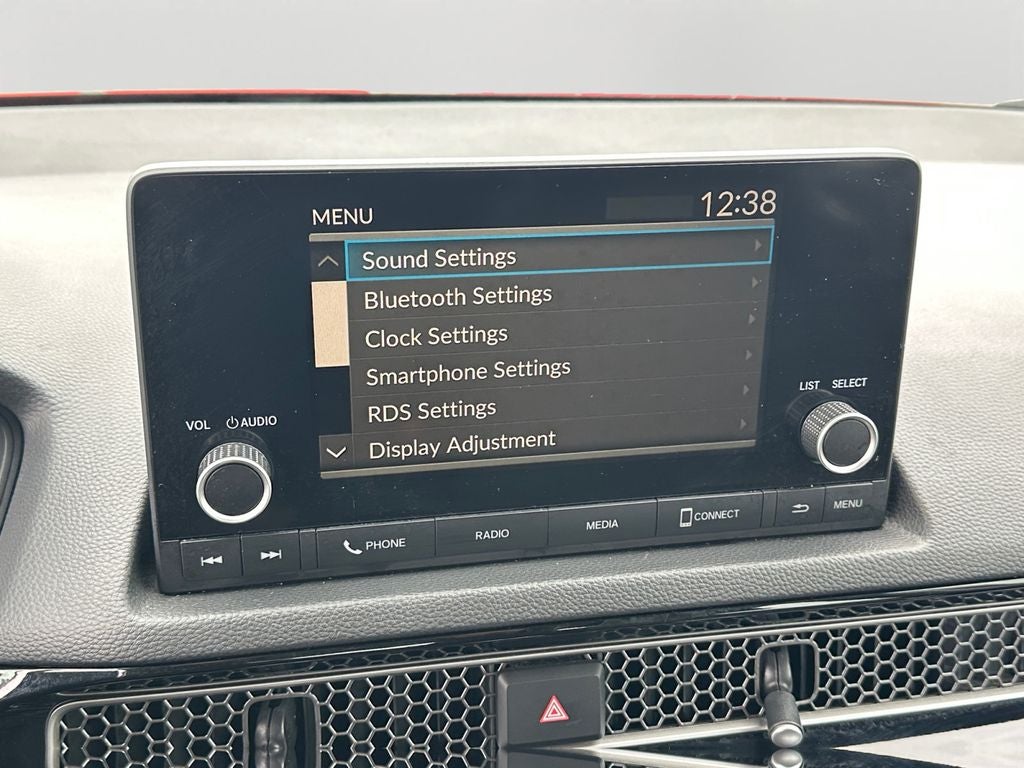 MENU 12:38
Sound Settings
Bluetooth Settings
Clock Settings
Smartphone Settings
RDS Settings
Display Adjustment
VOL AUDIO
LIST SELECT
PHONE RADIO MEDIA CONNECT MENU